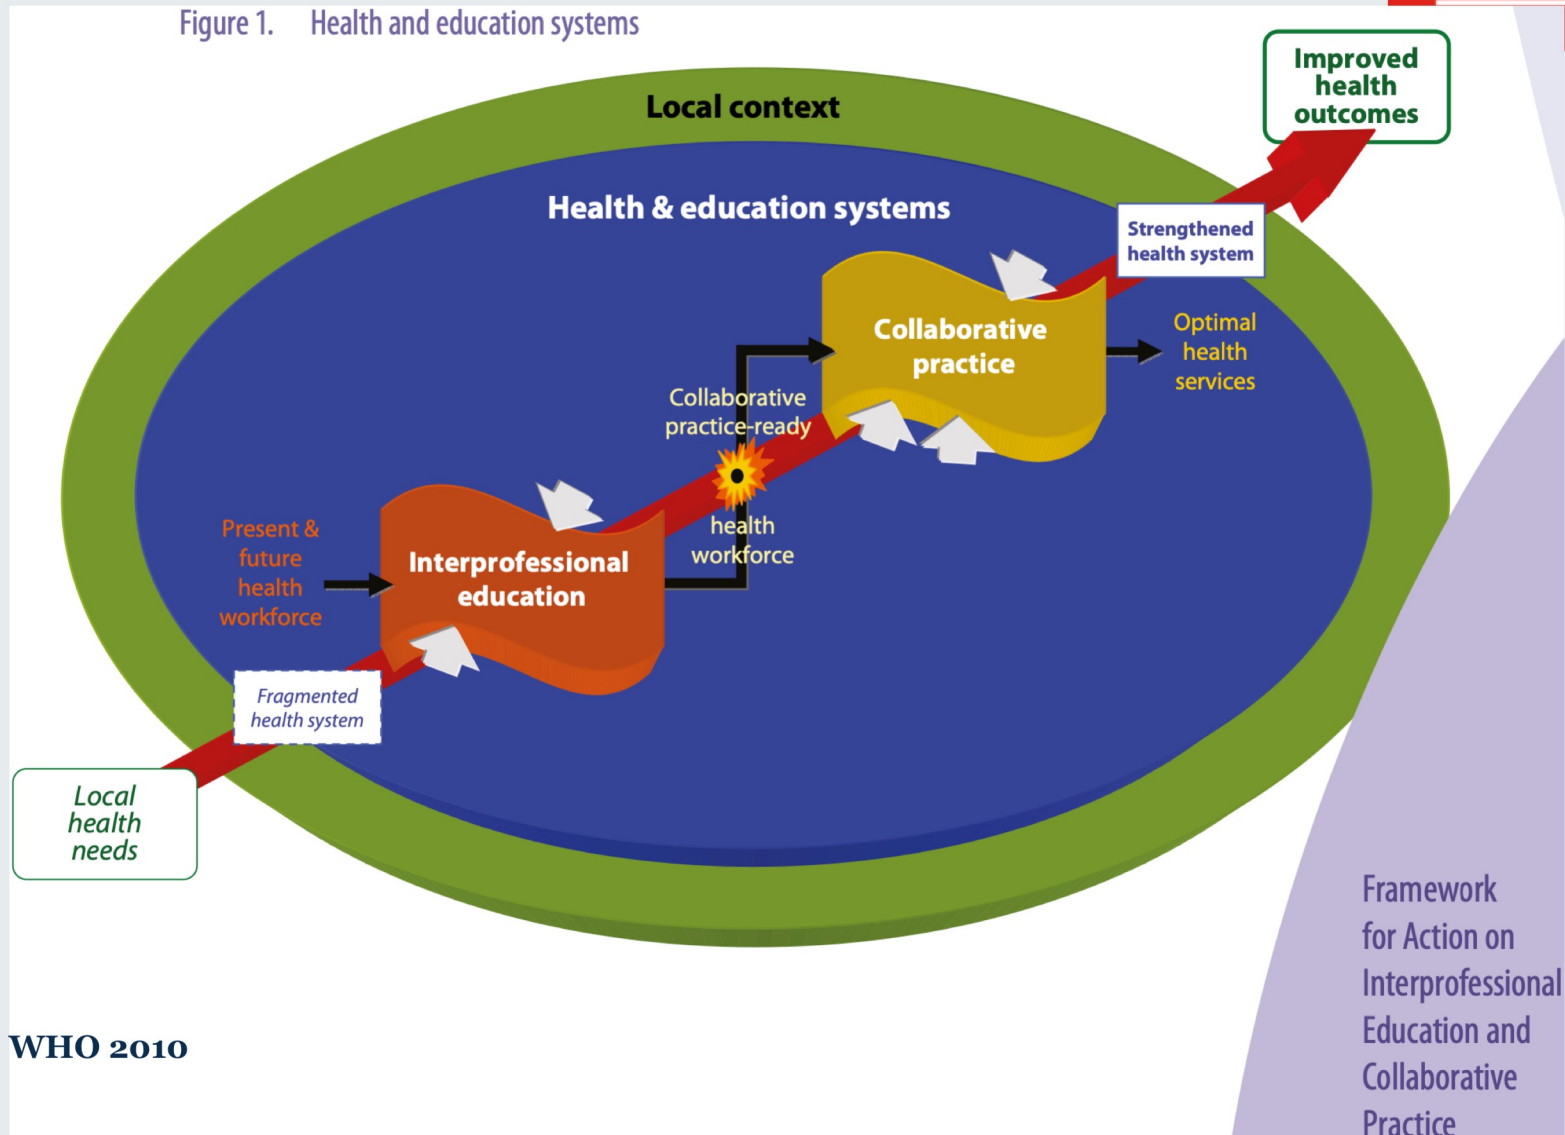 Figure 1. Health and education systems
Improved
health
outcomes
Local context
Health & education systems
Strengthened
health system
Collaborative
practice
Optimal
health
services
Collaborative
practice-ready
health
workforce
Present &
future
health
workforce
Interprofessional
education
Fragmented
health system
Local
health
needs
Framework
for Action on
Interprofessional
Education and
Collaborative
Practice
WHO 2010